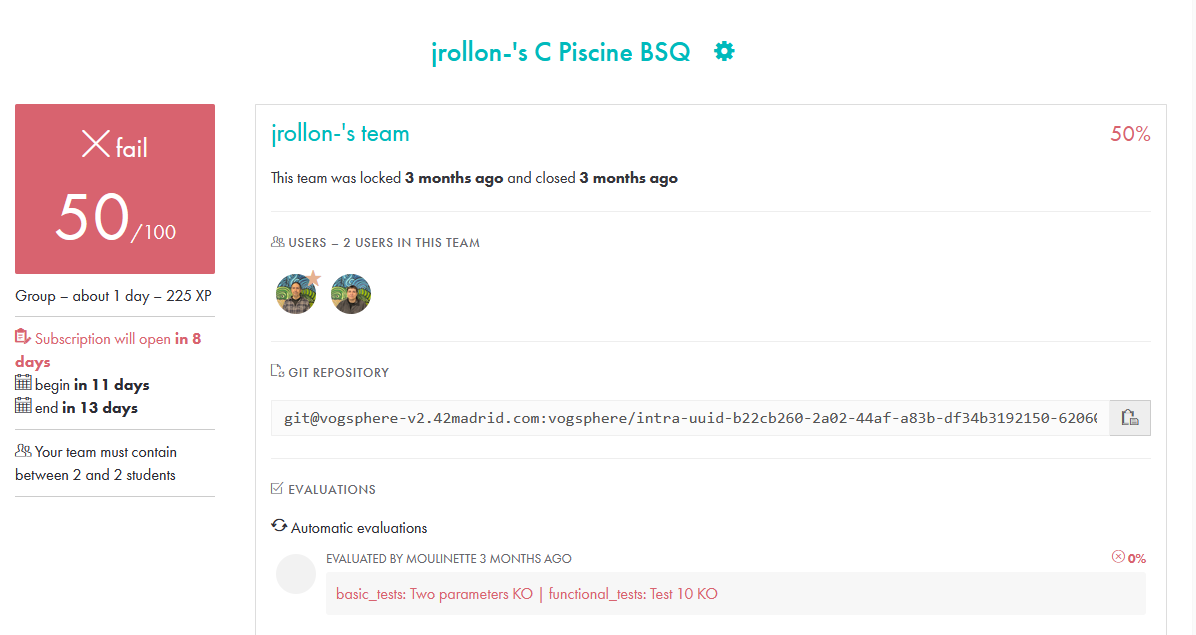 jrollon-'s C Piscine BSQ
fail
50/100
Group – about 1 day – 225 XP
Subscription will open in 8
days
begin in 11 days
end in 13 days
Your team must contain
between 2 and 2 students
jrollon-'s team
50%
This team was locked 3 months ago and closed 3 months ago
USERS – 2 USERS IN THIS TEAM
GIT REPOSITORY
git@vogsphere-v2.42madrid.com:vogsphere/intra-uuid-b22cb260-2a02-44af-a83b-df34b3192150-6206
EVALUATIONS
Automatic evaluations
EVALUATED BY MOULINETTE 3 MONTHS AGO
0%
basic_tests: Two parameters KO | functional_tests: Test 10 KO